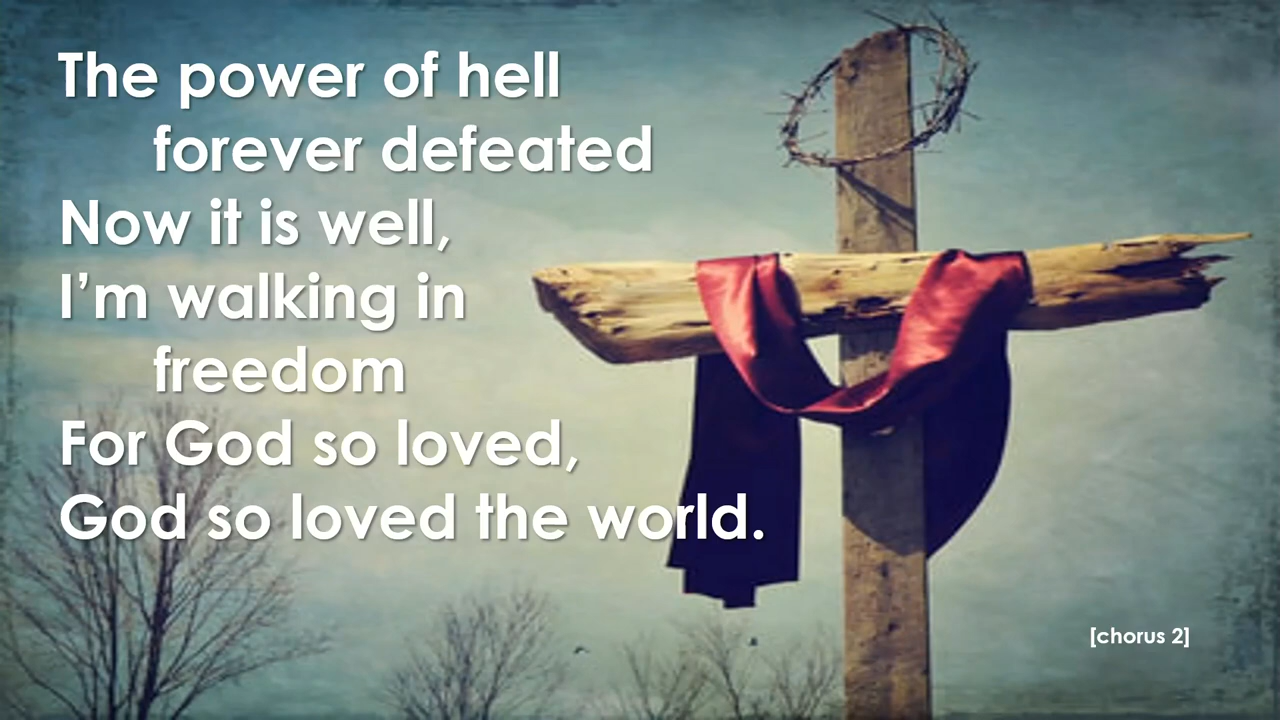 The power of hell
forever defeated
Now it is well,
I’m walking in
freedom
For God so loved,
God so loved the world.
[chorus 2]